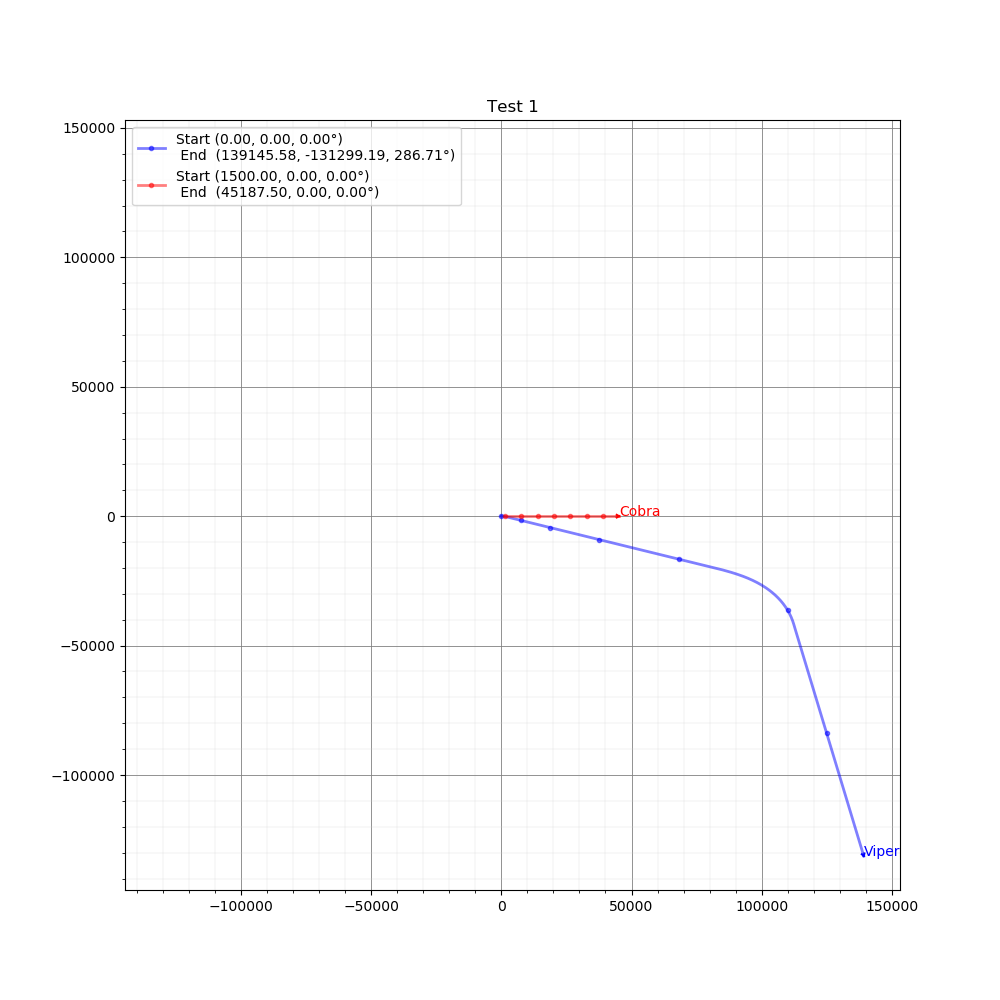 Test 1
150000
100000
50000
0
−50000
−100000
Start (0.00, 0.00, 0.00°)
End  (139145.58, -131299.19, 286.71°)
Start (1500.00, 0.00, 0.00°)
End  (45187.50, 0.00, 0.00°)
Cobra
Viper
−100000
−50000
0
50000
100000
150000